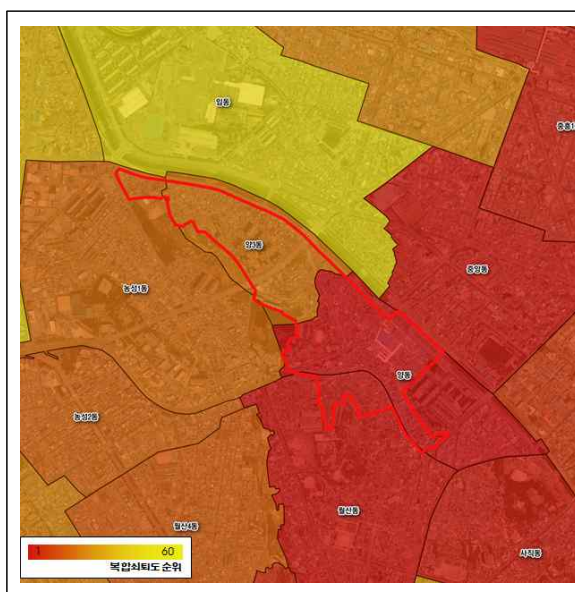 임동
중흥1
양3동
중앙동
농성1동
양동
농성2동
월산동
월산4동
사직동
1 60
복합쇠퇴도 순위